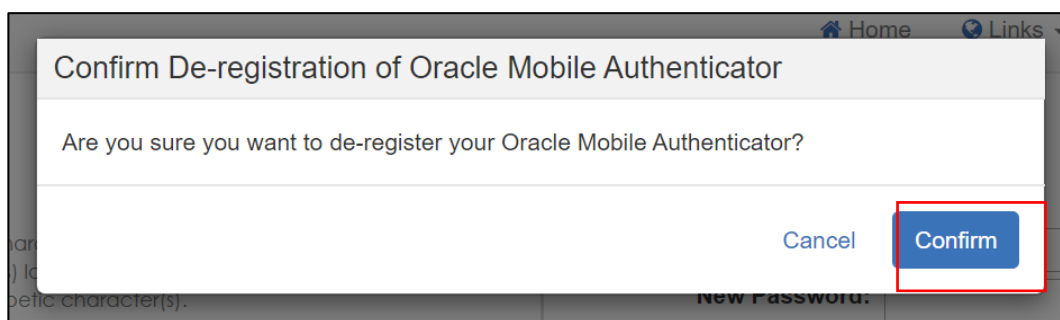 Home Links
Confirm De-registration of Oracle Mobile Authenticator
Are you sure you want to de-register your Oracle Mobile Authenticator?
Cancel Confirm
character(s).
New Password: